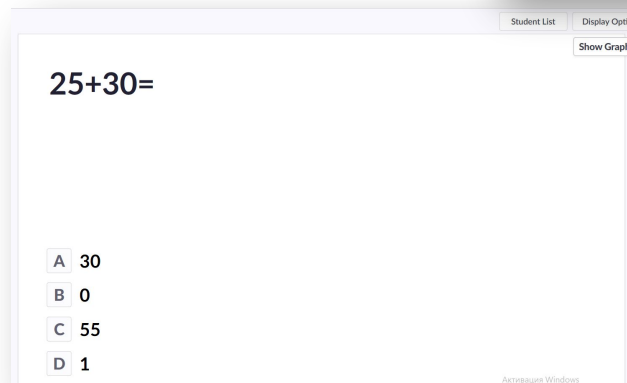 Student List Display Opti
Show Grapl
25+30=
A 30
B 0
C 55
D 1
Активация Windows